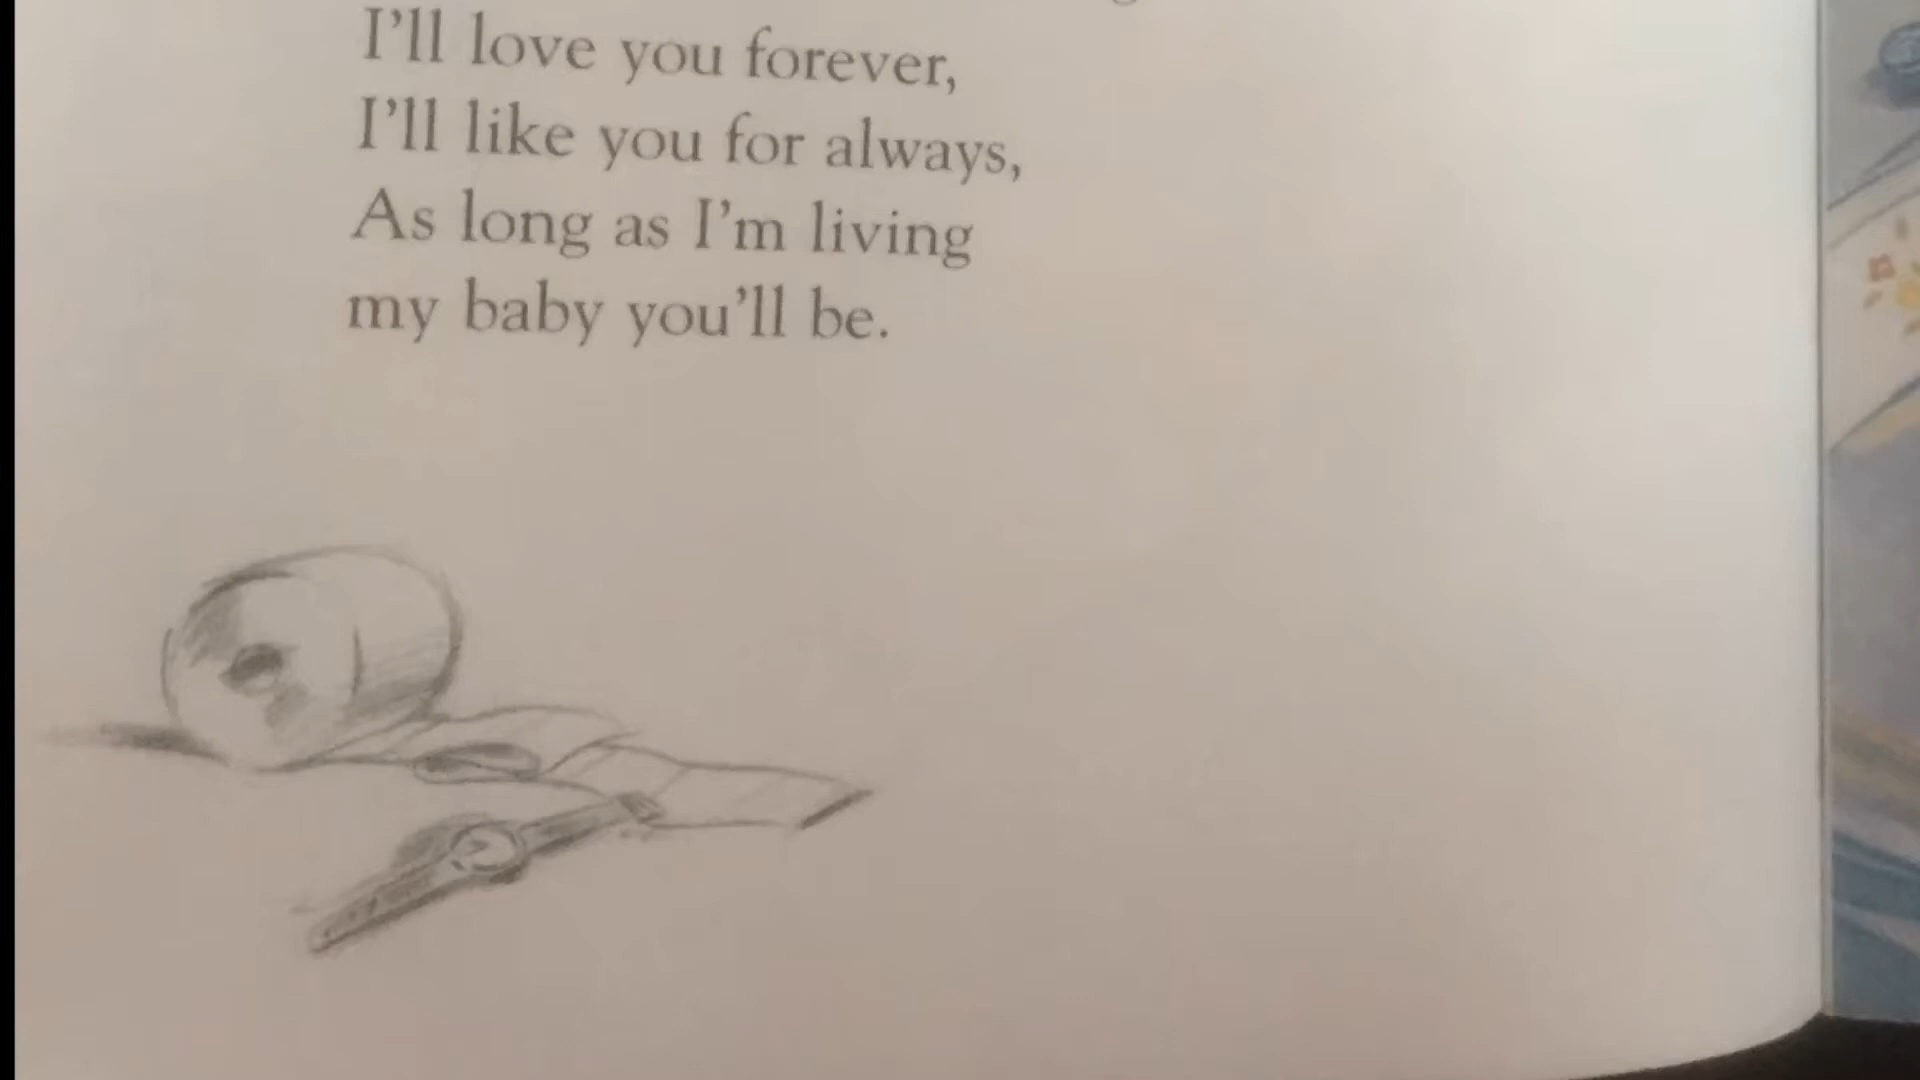 I'll love you forever,
I'll like you for always,
As long as I'm living
my baby you'll be.